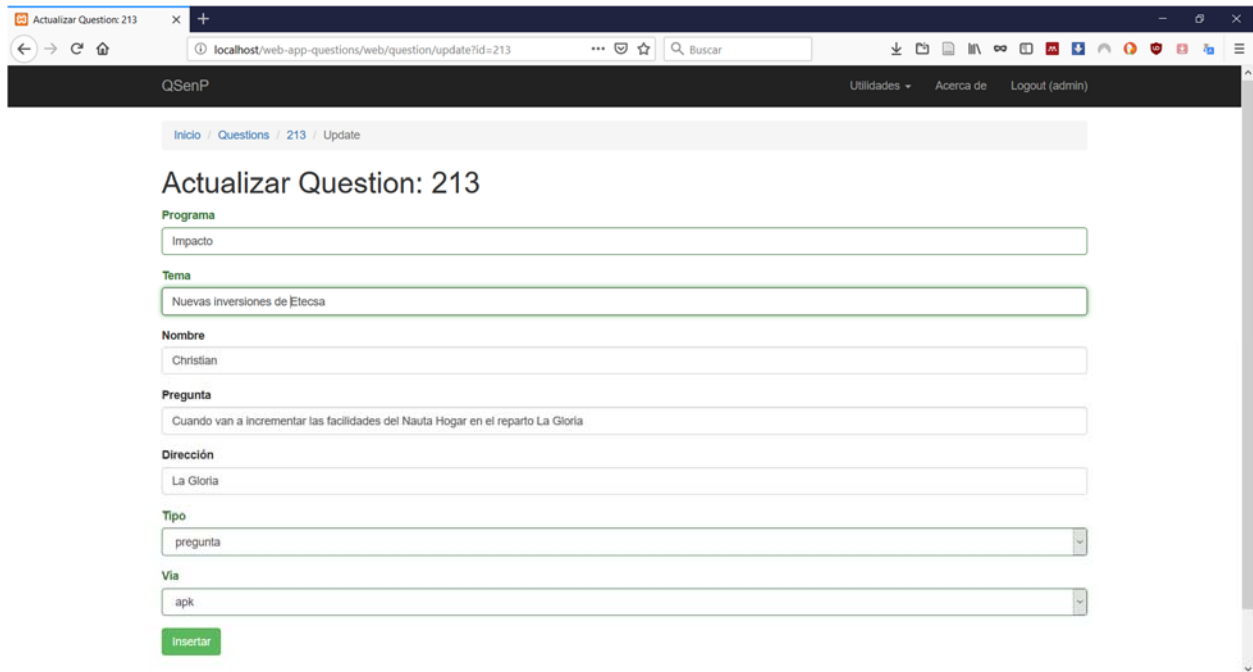 Actualizar Question: 213
localhost/web-app-questions/web/question/update?id=213
Buscar
QSenP
Utilidades
Acerca de
Logout (admin)
Inicio / Questions / 213 / Update
Actualizar Question: 213
Programa
Impacto
Tema
Nuevas inversiones de Etecsa
Nombre
Christian
Pregunta
Cuando van a incrementar las facilidades del Nauta Hogar en el reparto La Gloria
Dirección
La Gloria
Tipo
pregunta
Via
apk
Insertar